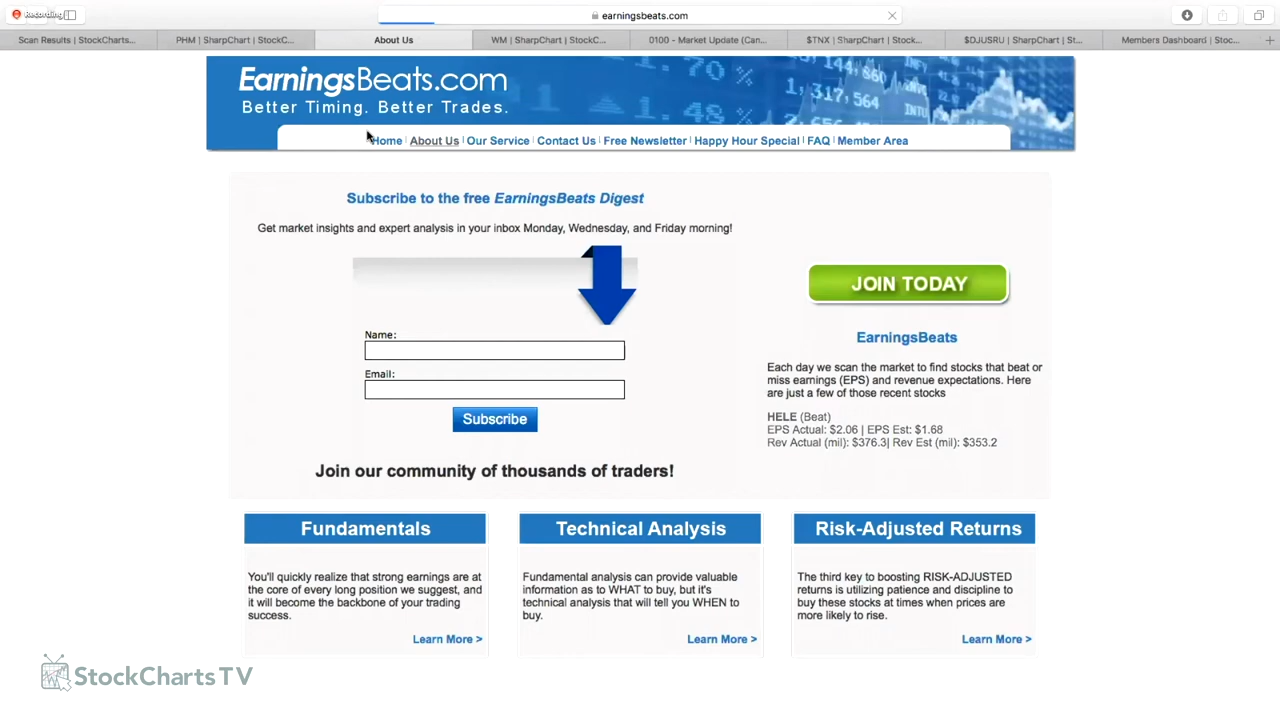 Recording
earningsbeats.com
Scan Results | StockCharts...
PHM | SharpChart | StockC...
About Us
WM | SharpChart | StockC...
0100 - Market Update (Can...
$TNX | SharpChart | Stock...
$DJUSRU | SharpChart | St...
Members Dashboard | Stoc...
EarningsBeats.com
Better Timing. Better Trades.
1.70 %
1.48 %
1,317,564
Home | About Us | Our Service | Contact Us | Free Newsletter | Happy Hour Special | FAQ | Member Area
Subscribe to the free EarningsBeats Digest
Get market insights and expert analysis in your inbox Monday, Wednesday, and Friday morning!
Name:
Email:
Subscribe
Join our community of thousands of traders!
JOIN TODAY
EarningsBeats
Each day we scan the market to find stocks that beat or
miss earnings (EPS) and revenue expectations. Here
are just a few of those recent stocks
HELE (Beat)
EPS Actual: $2.06 | EPS Est: $1.68
Rev Actual (mil): $376.3| Rev Est (mil): $353.2
Fundamentals
You'll quickly realize that strong earnings are at
the core of every long position we suggest, and
it will become the backbone of your trading
success.
Learn More >
Technical Analysis
Fundamental analysis can provide valuable
information as to WHAT to buy, but it's
technical analysis that will tell you WHEN to
buy.
Learn More >
Risk-Adjusted Returns
The third key to boosting RISK-ADJUSTED
returns is utilizing patience and discipline to
buy these stocks at times when prices are
more likely to rise.
Learn More >
StockChartsTV